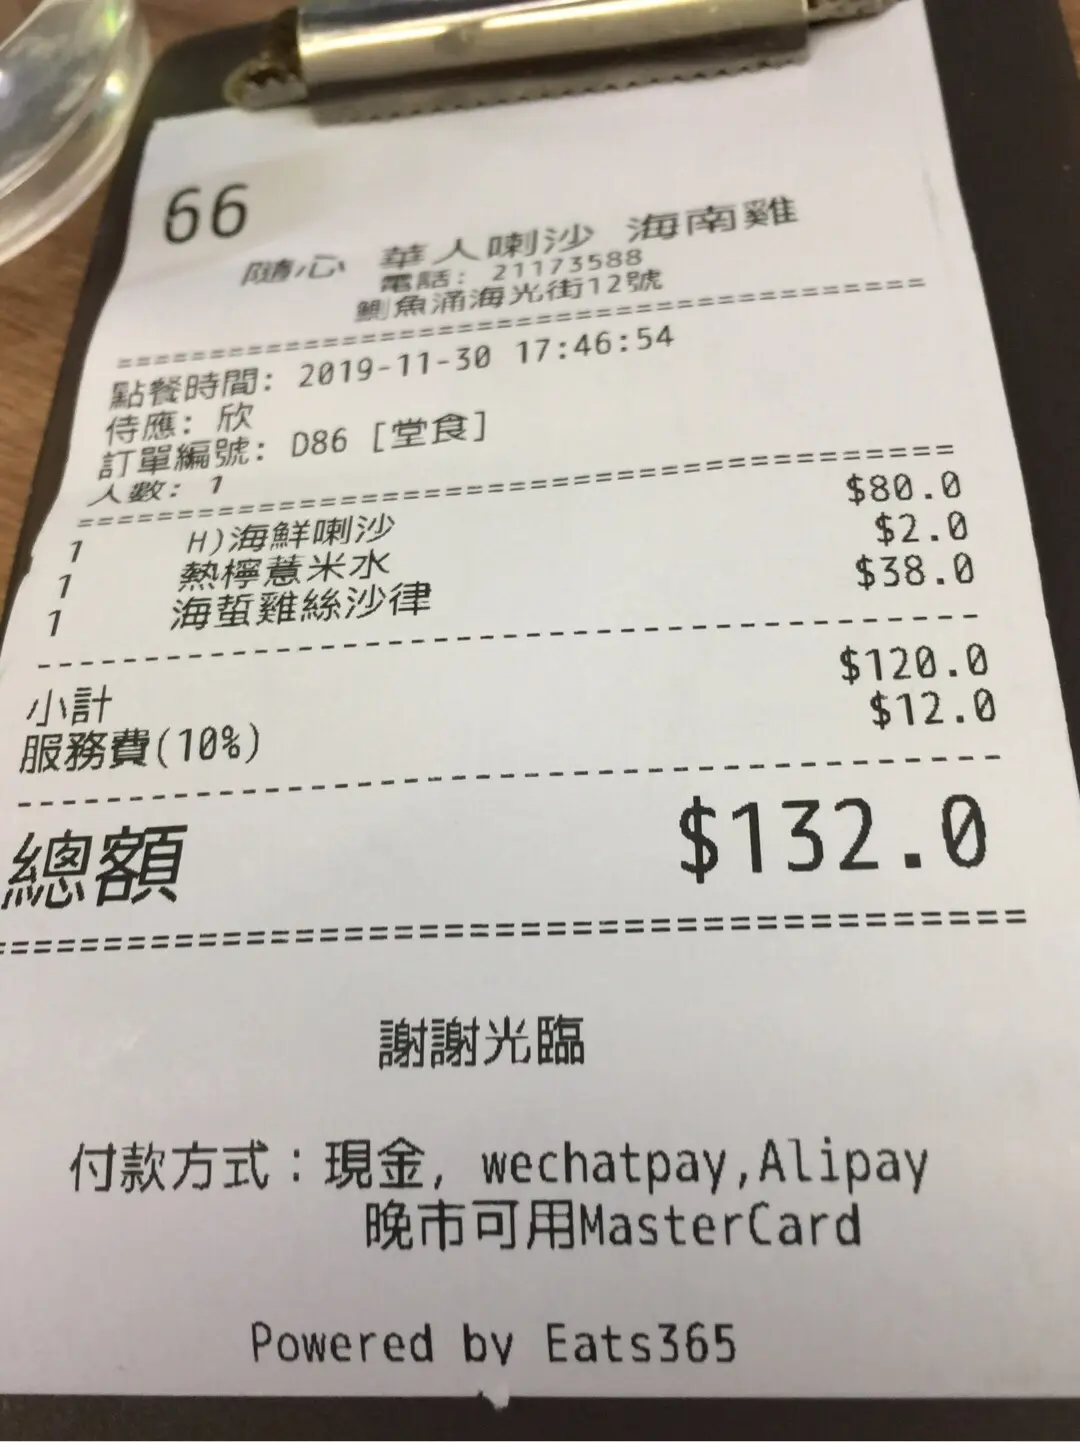 66
隨心 華人喇沙 海南雞
電話: 21173588
鰂魚涌海光街12號
========================================
點餐時間: 2019-11-30 17:46:54
侍應: 欣
訂單編號: D86 [堂食]
人數: 1
========================================
1 H)海鮮喇沙 $80.0
1 熱檸薏米水 $2.0
1 海蜇雞絲沙律 $38.0
----------------------------------------
小計 $120.0
服務費(10%) $12.0
----------------------------------------
總額 $132.0
========================================
謝謝光臨
付款方式：現金, wechatpay,Alipay
晚市可用MasterCard
Powered by Eats365